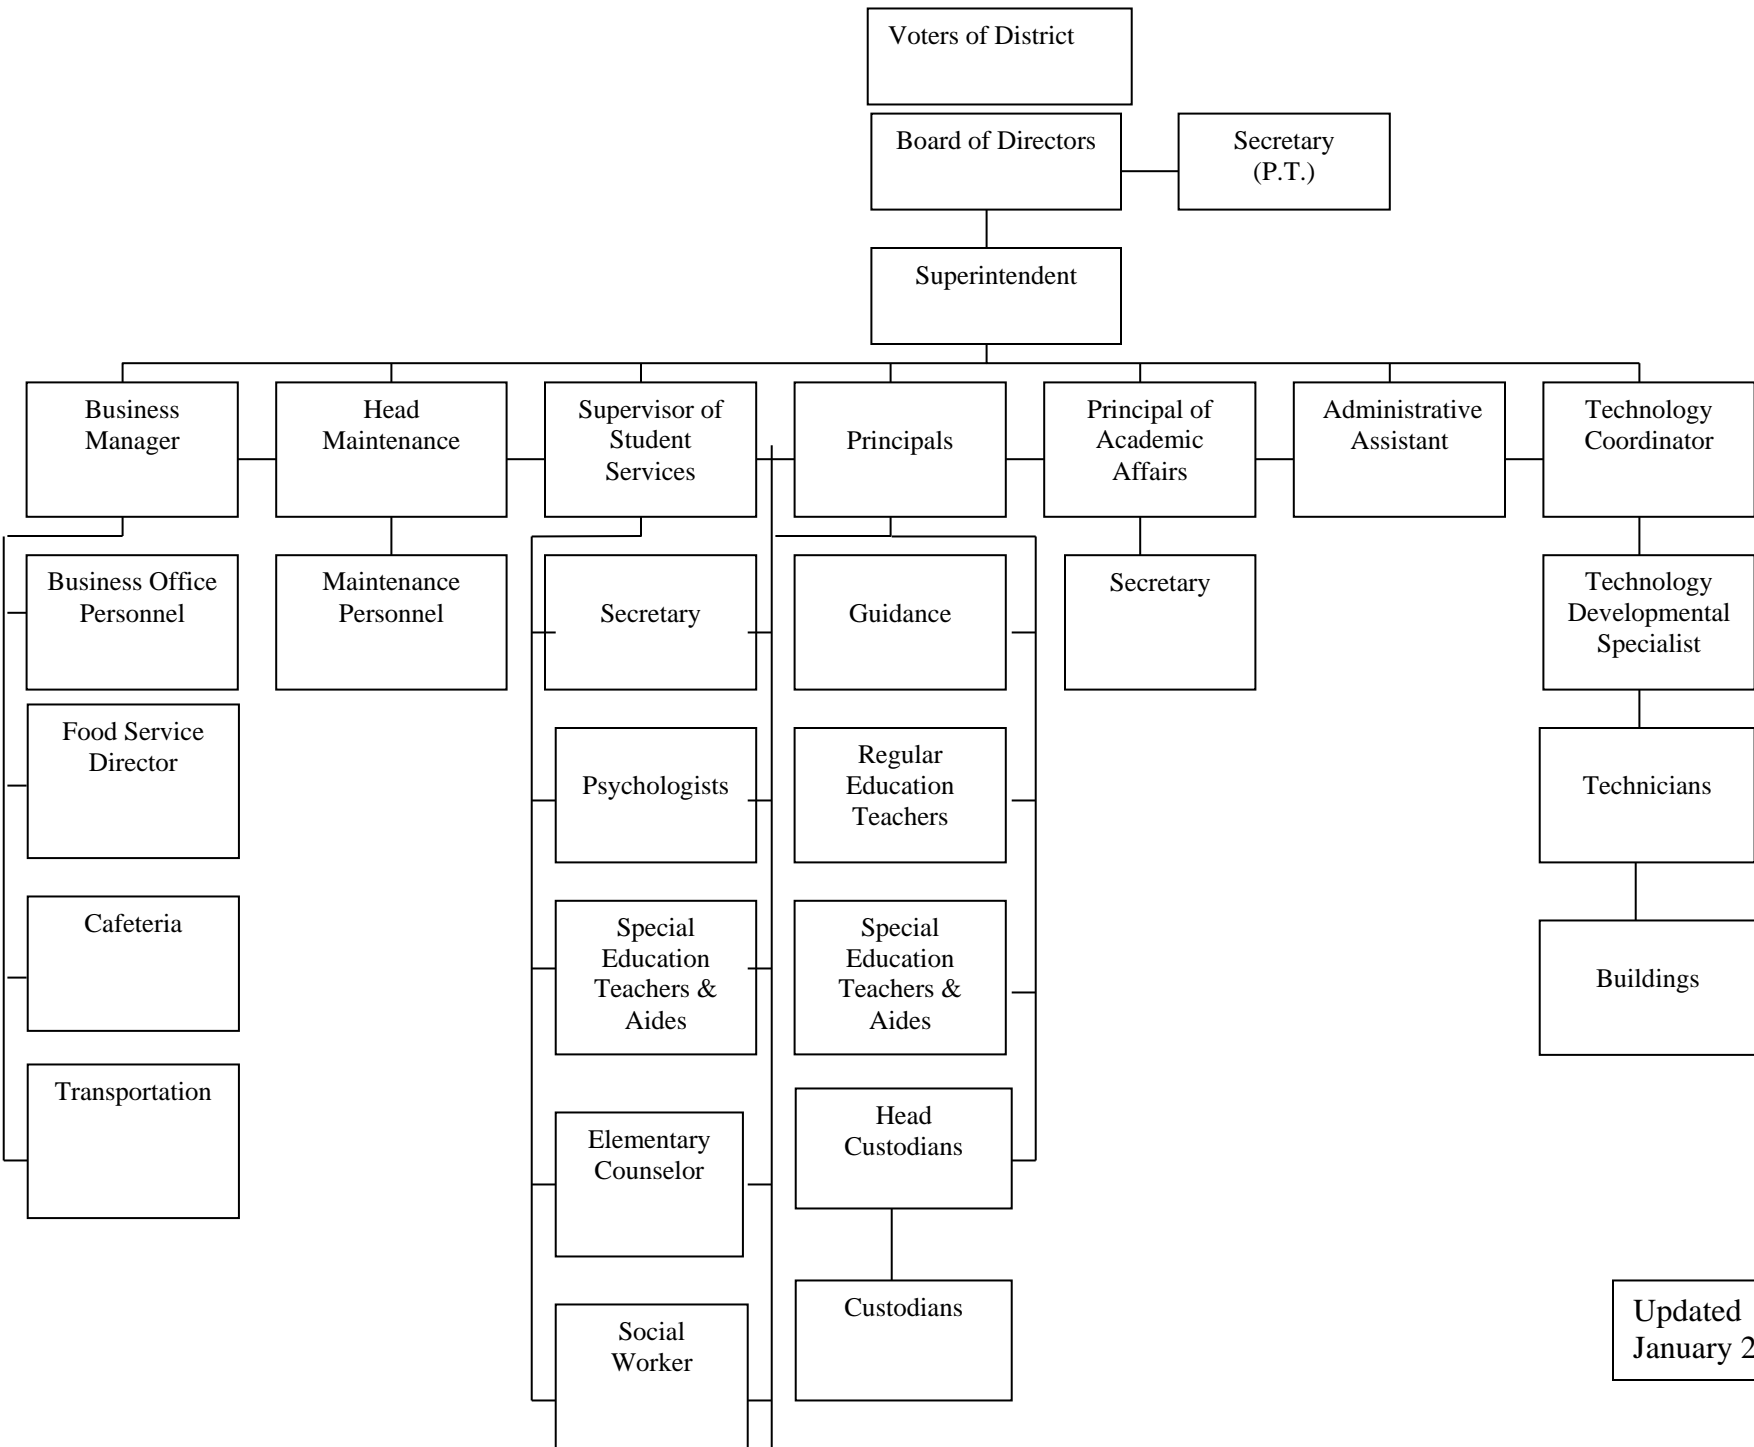 Voters of District
Board of Directors
Secretary
(P.T.)
Superintendent
Business
Manager
Head
Maintenance
Supervisor of
Student
Services
Principals
Principal of
Academic
Affairs
Administrative
Assistant
Technology
Coordinator
Business Office
Personnel
Maintenance
Personnel
Secretary
Guidance
Secretary
Technology
Developmental
Specialist
Food Service
Director
Psychologists
Regular
Education
Teachers
Technicians
Cafeteria
Special
Education
Teachers &
Aides
Special
Education
Teachers &
Aides
Buildings
Transportation
Elementary
Counselor
Head
Custodians
Social
Worker
Custodians
Updated
January 2